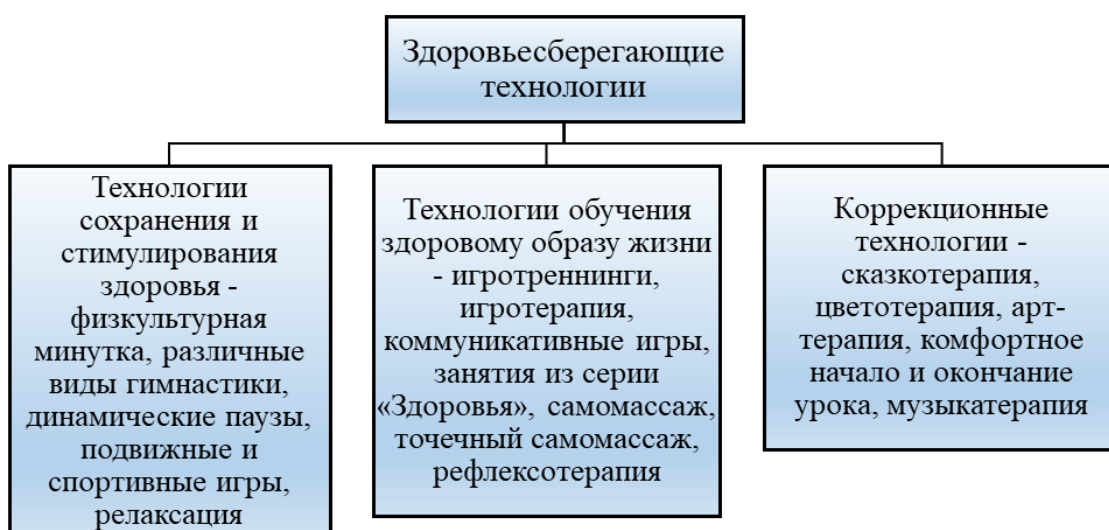 Здоровьесберегающие
технологии
Технологии
сохранения и
стимулирования
здоровья -
физкультурная
минутка, различные
виды гимнастики,
динамические паузы,
подвижные и
спортивные игры,
релаксация
Технологии обучения
здоровому образу жизни
- игротреннинги,
игротерапия,
коммуникативные игры,
занятия из серии
«Здоровья», самомассаж,
точечный самомассаж,
рефлексотерапия
Коррекционные
технологии -
сказкотерапия,
цветотерапия, арт-
терапия, комфортное
начало и окончание
урока, музыкатерапия